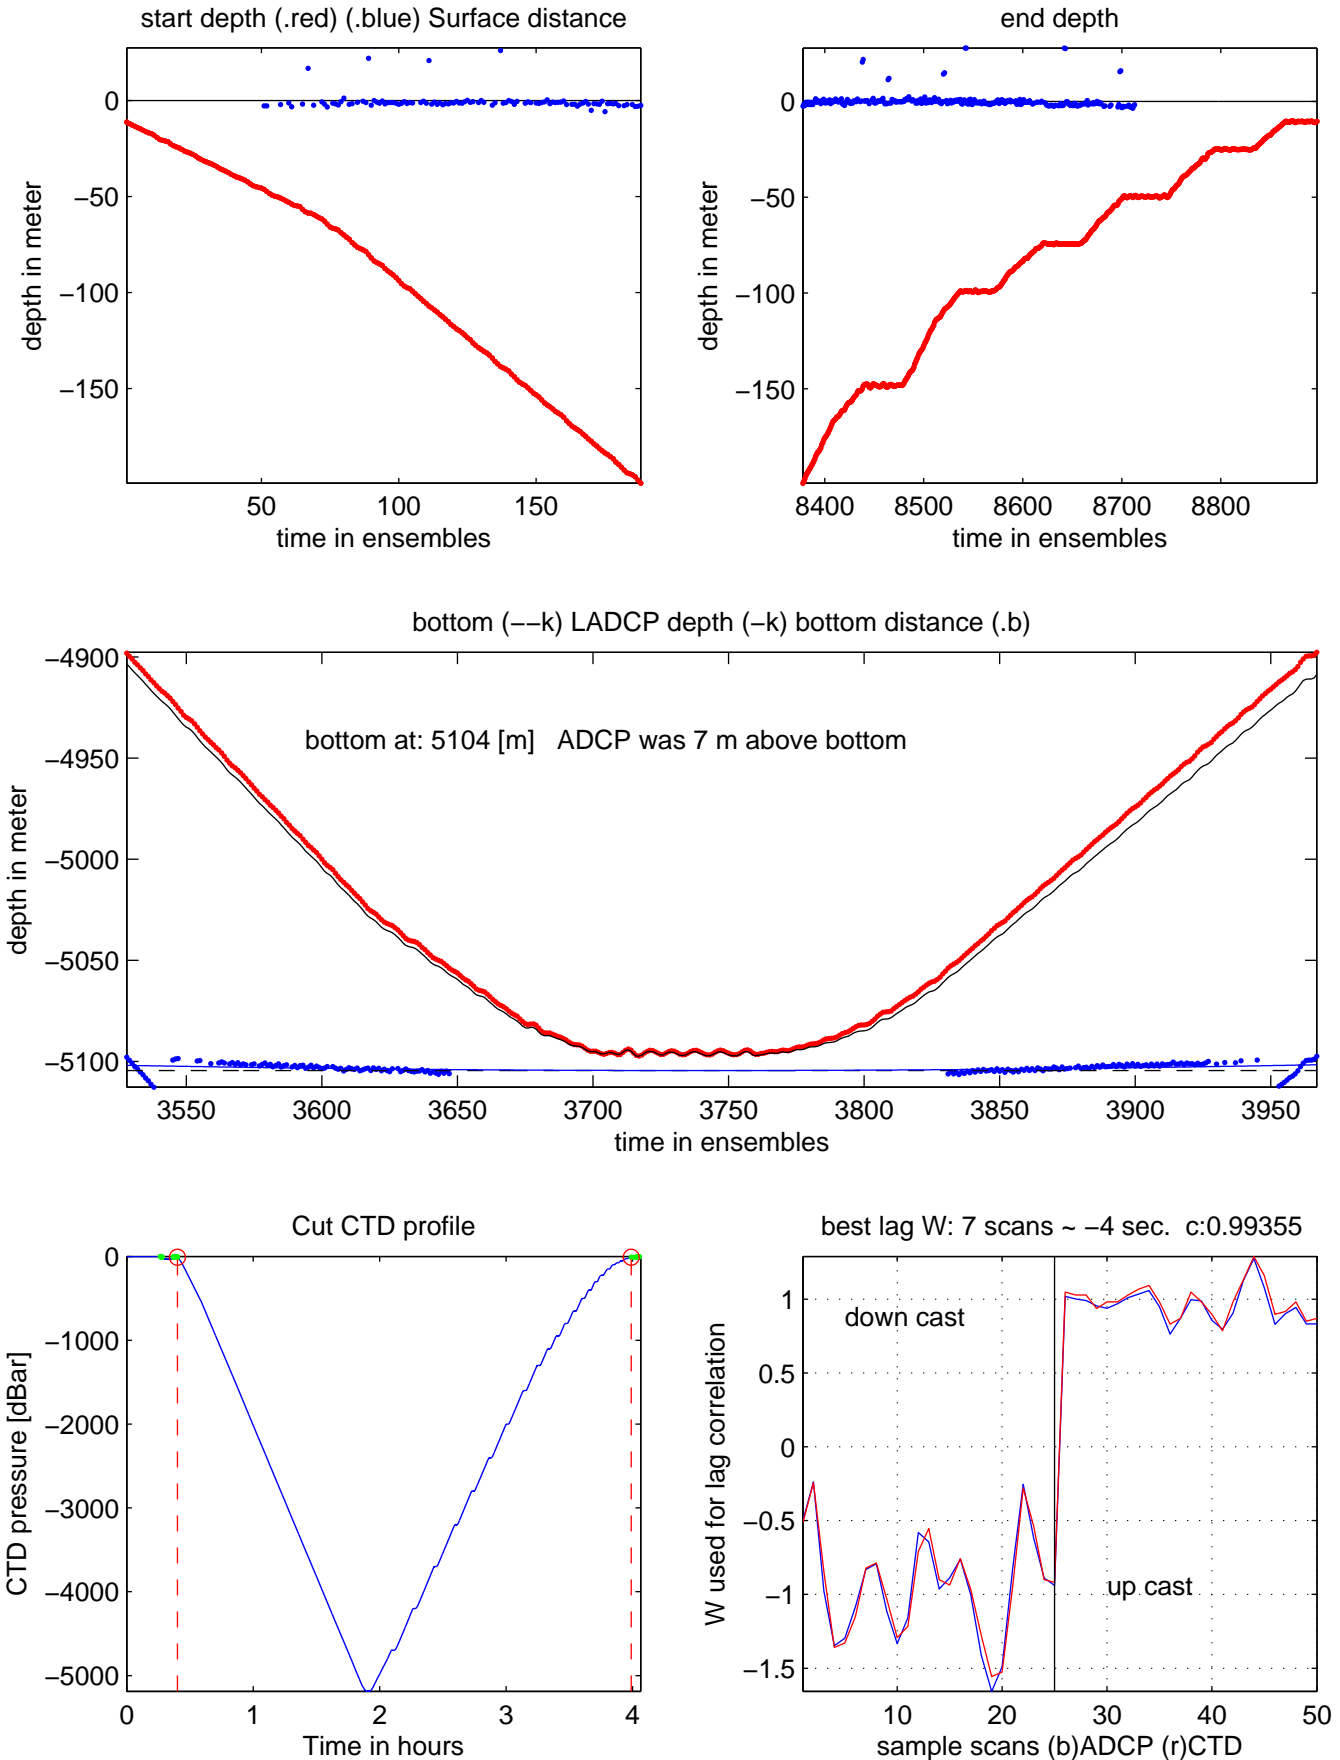 start depth (.red) (.blue) Surface distance
0
−50
−100
−150
depth in meter
50
100
150
time in ensembles
end depth
0
−50
−100
−150
depth in meter
8400
8500
8600
8700
8800
time in ensembles
bottom (−−k) LADCP depth (−k) bottom distance (.b)
bottom at: 5104 [m]   ADCP was 7 m above bottom
−4900
−4950
−5000
−5050
−5100
depth in meter
3550
3600
3650
3700
3750
3800
3850
3900
3950
time in ensembles
Cut CTD profile
0
−1000
−2000
−3000
−4000
−5000
CTD pressure [dBar]
0
1
2
3
4
Time in hours
best lag W: 7 scans ~ −4 sec.  c:0.99355
down cast
up cast
1
0.5
0
−0.5
−1
−1.5
W used for lag correlation
10
20
30
40
50
sample scans (b)ADCP (r)CTD